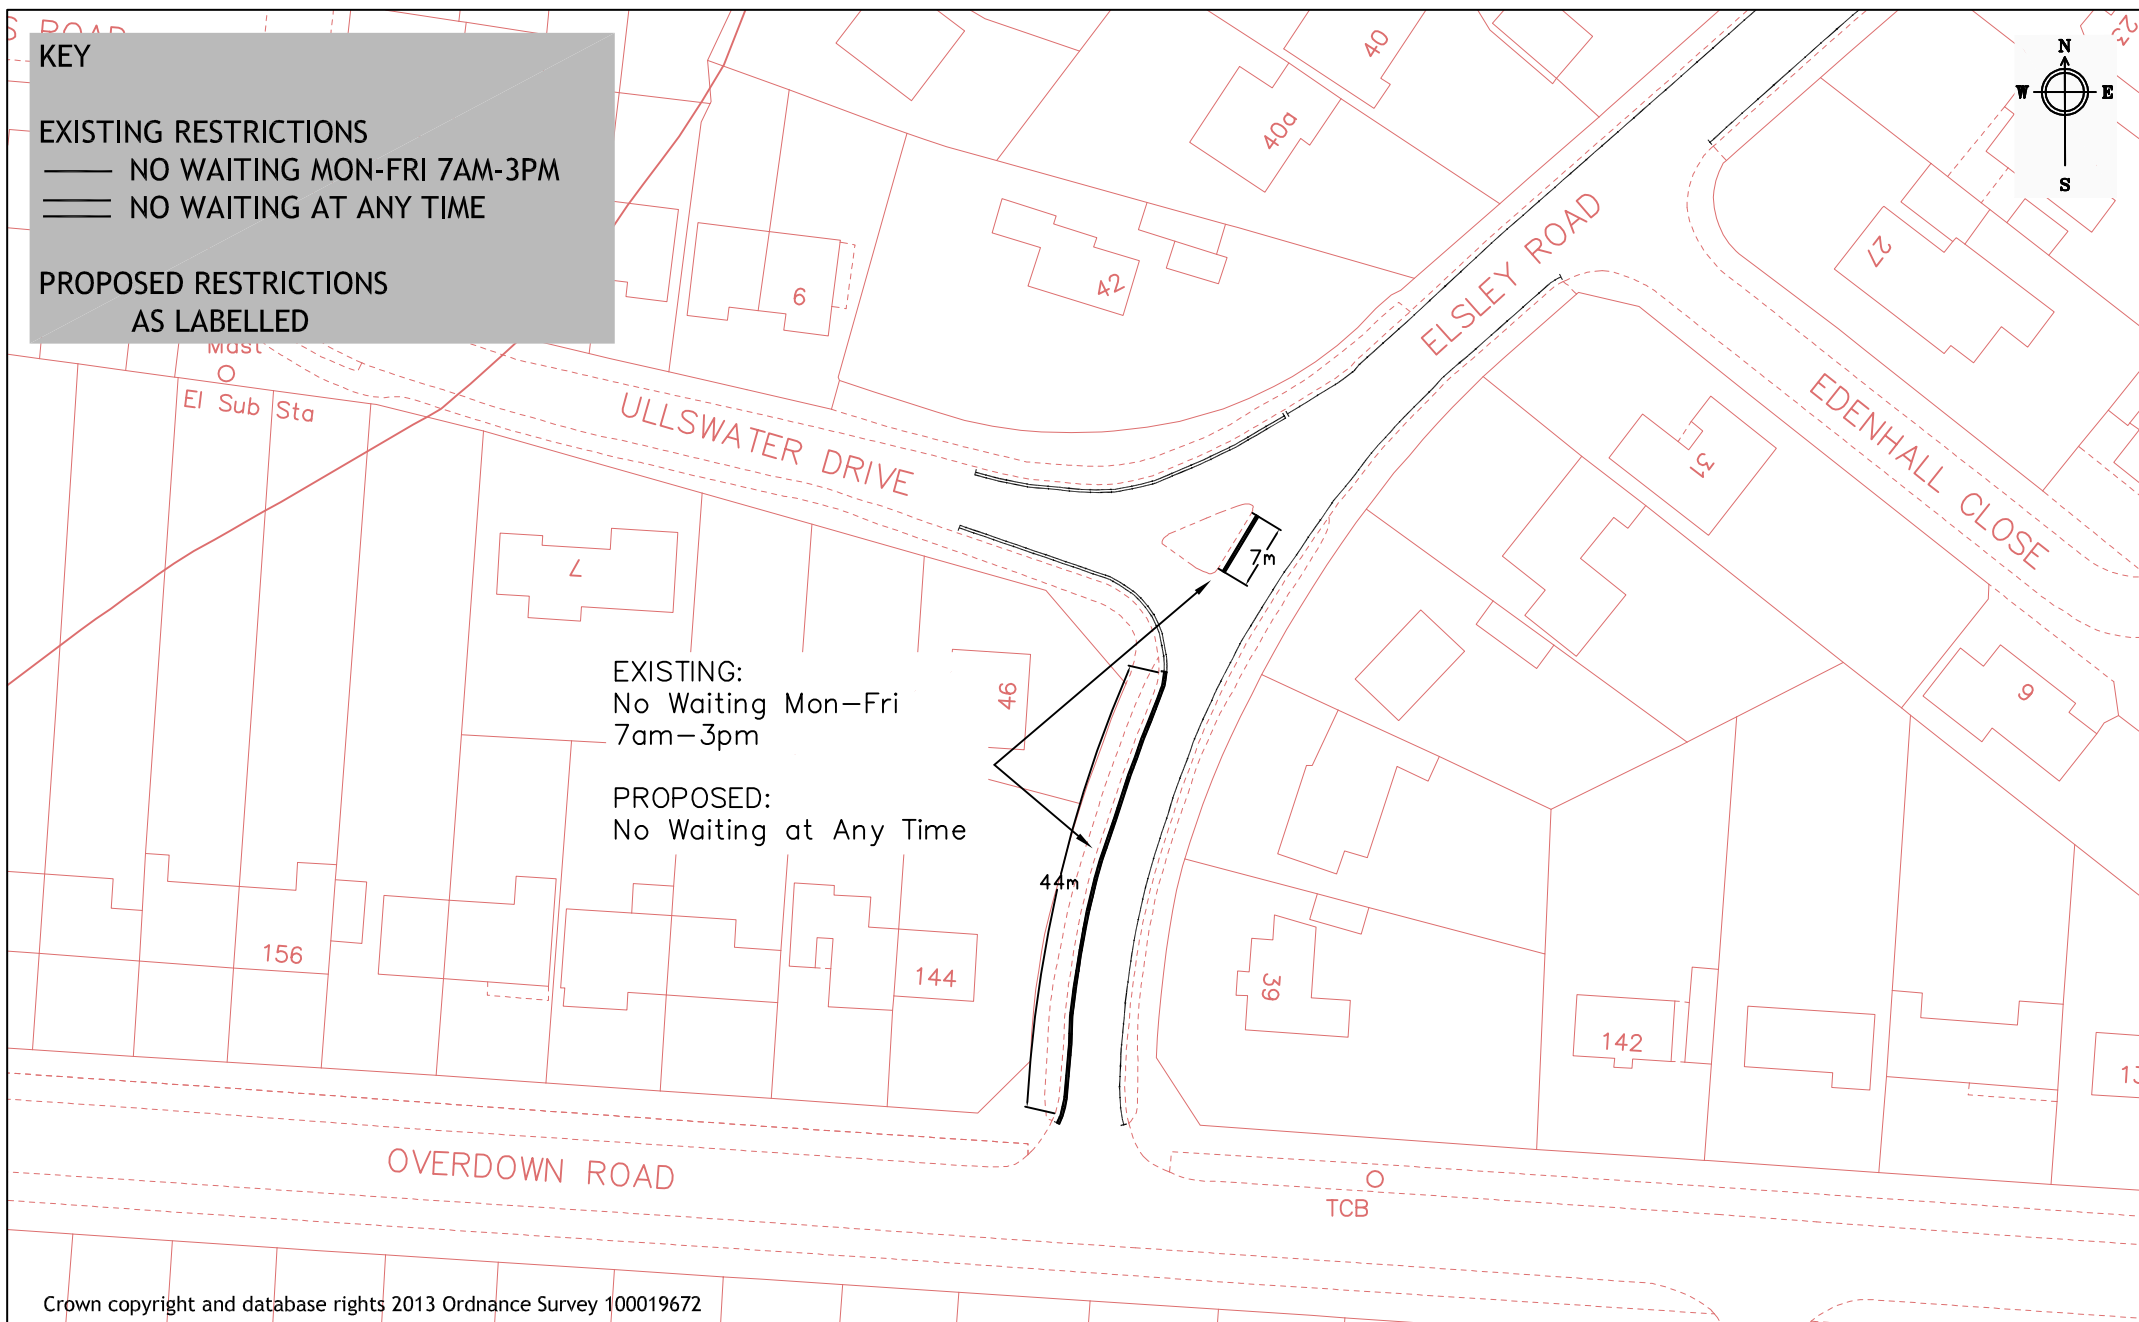 S ROAD
KEY
EXISTING RESTRICTIONS
NO WAITING MON-FRI 7AM-3PM
NO WAITING AT ANY TIME
PROPOSED RESTRICTIONS
AS LABELLED
N
W E
S
40
40a
23
27
42
6
ELSLEY ROAD
Mast
El Sub Sta
ULLSWATER DRIVE
EDENHALL CLOSE
31
7
7m
46
9
EXISTING:
No Waiting Mon-Fri
7am-3pm
PROPOSED:
No Waiting at Any Time
44m
156
144
39
142
13
OVERDOWN ROAD
TCB
Crown copyright and database rights 2013 Ordnance Survey 100019672